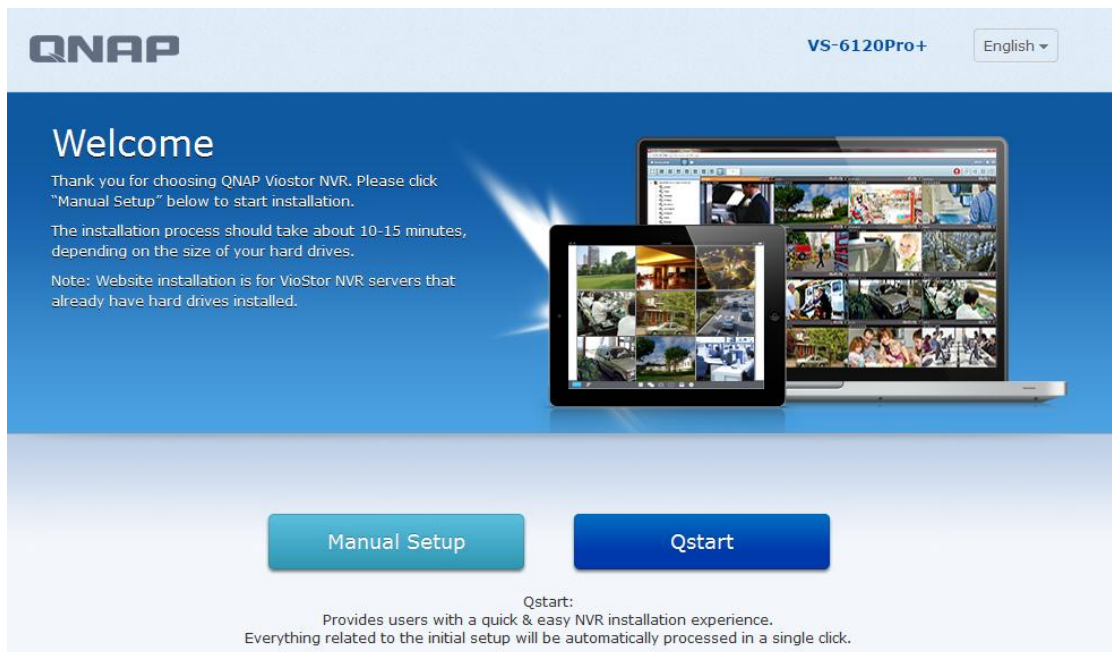 QNAP
VS-6120Pro+
English
Welcome
Thank you for choosing QNAP Viostor NVR. Please click
“Manual Setup” below to start installation.
The installation process should take about 10-15 minutes,
depending on the size of your hard drives.
Note: Website installation is for VioStor NVR servers that
already have hard drives installed.
Manual Setup
Qstart
Qstart:
Provides users with a quick & easy NVR installation experience.
Everything related to the initial setup will be automatically processed in a single click.